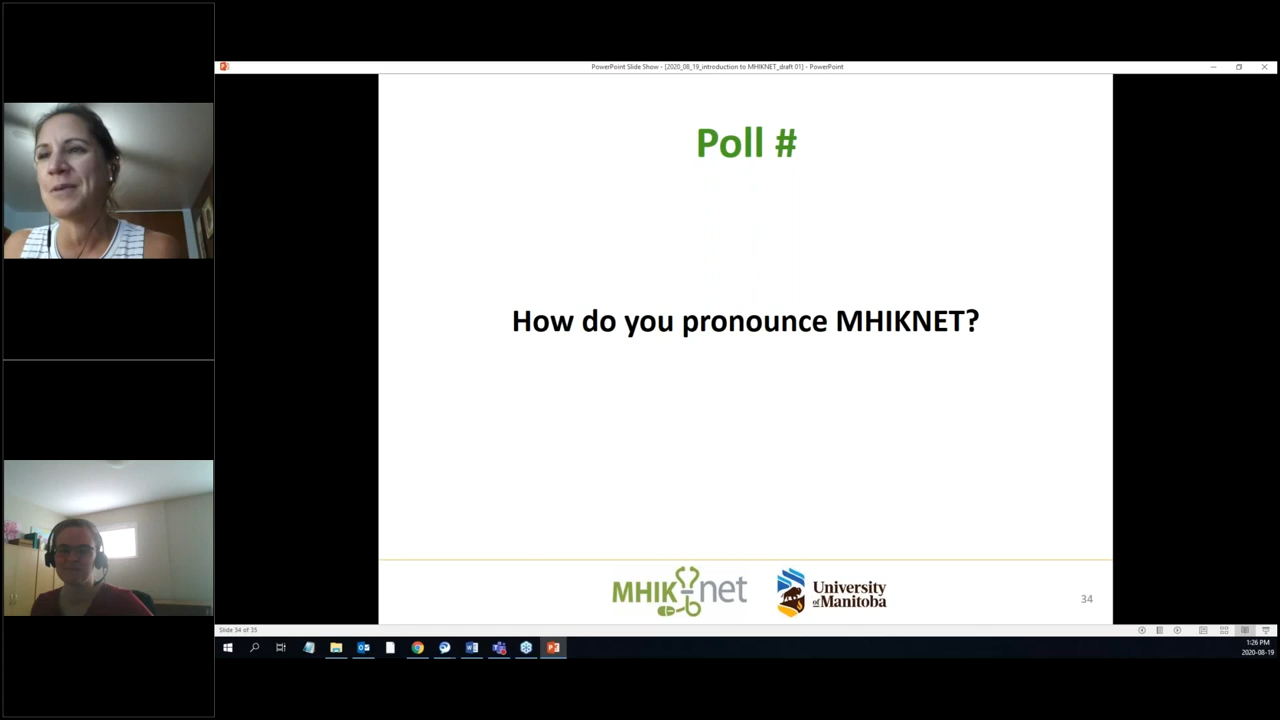 PowerPoint Slide Show - [2020_08_19_introduction to MHIKNET_draft 01] - PowerPoint
Poll #
How do you pronounce MHIKNET?
MHIK-net
University
of Manitoba
34
Slide 34 of 35
1:26 PM
2020-08-19